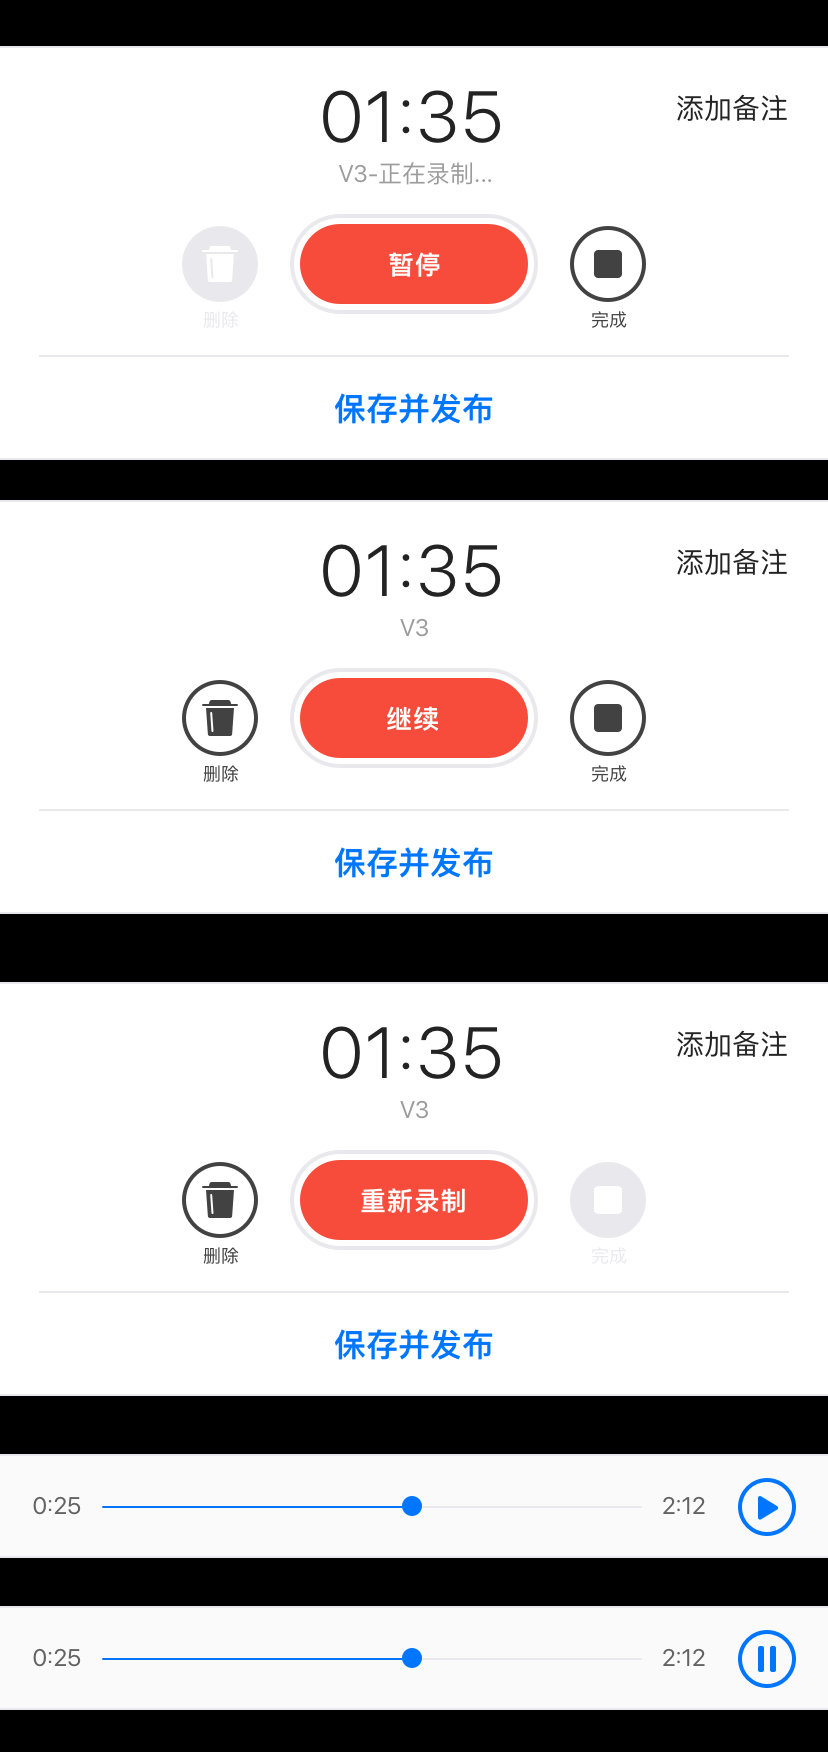 01:35
添加备注
V3-正在录制...
暂停
删除
完成
保存并发布
01:35
添加备注
V3
继续
删除
完成
保存并发布
01:35
添加备注
V3
重新录制
删除
完成
保存并发布
0:25
2:12
0:25
2:12